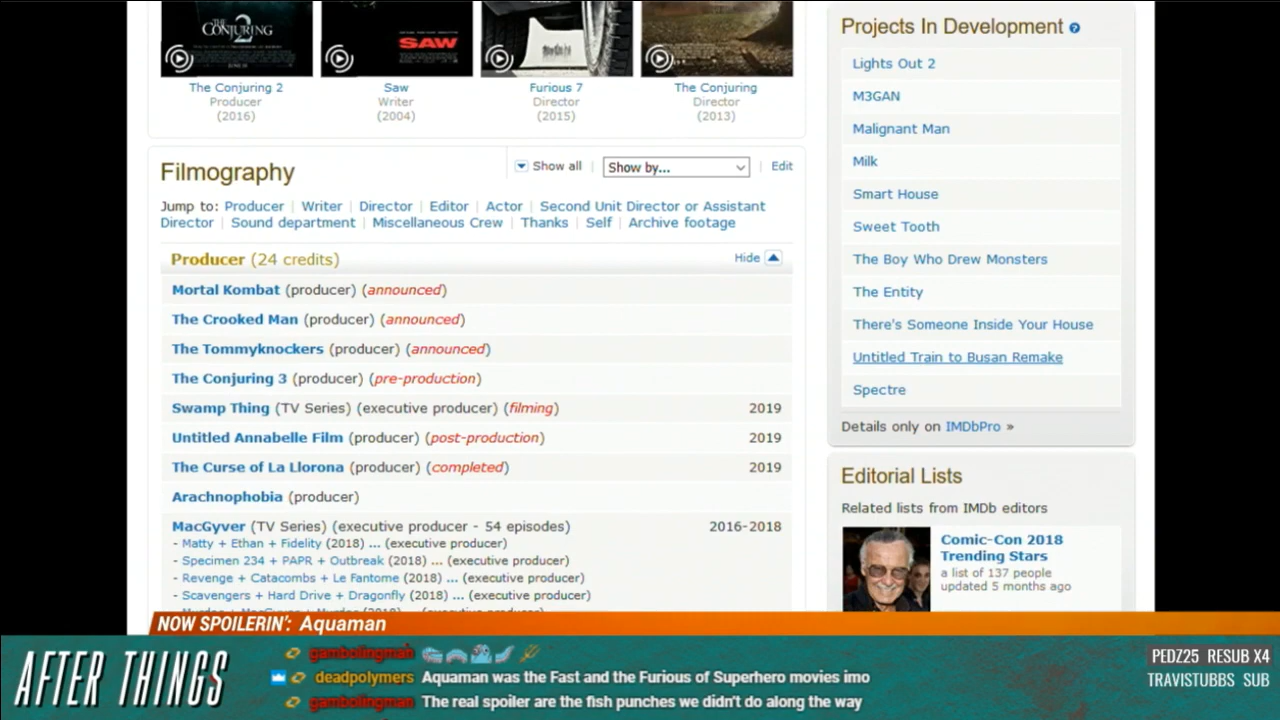 THE CONJURING 2
SAW
The Conjuring 2
Producer
(2016)
Saw
Writer
(2004)
Furious 7
Director
(2015)
The Conjuring
Director
(2013)
Filmography
Show all | Show by... | Edit
Jump to: Producer | Writer | Director | Editor | Actor | Second Unit Director or Assistant
Director | Sound department | Miscellaneous Crew | Thanks | Self | Archive footage
Producer (24 credits) Hide
Mortal Kombat (producer) (announced)
The Crooked Man (producer) (announced)
The Tommyknockers (producer) (announced)
The Conjuring 3 (producer) (pre-production)
Swamp Thing (TV Series) (executive producer) (filming) 2019
Untitled Annabelle Film (producer) (post-production) 2019
The Curse of La Llorona (producer) (completed) 2019
Arachnophobia (producer)
MacGyver (TV Series) (executive producer - 54 episodes) 2016-2018
- Matty + Ethan + Fidelity (2018) ... (executive producer)
- Specimen 234 + PAPR + Outbreak (2018) ... (executive producer)
- Revenge + Catacombs + Le Fantome (2018) ... (executive producer)
- Scavengers + Hard Drive + Dragonfly (2018) ... (executive producer)
Projects In Development ?
Lights Out 2
M3GAN
Malignant Man
Milk
Smart House
Sweet Tooth
The Boy Who Drew Monsters
The Entity
There's Someone Inside Your House
Untitled Train to Busan Remake
Spectre
Details only on IMDbPro »
Editorial Lists
Related lists from IMDb editors
Comic-Con 2018
Trending Stars
a list of 137 people
updated 5 months ago
NOW SPOILERIN': Aquaman
AFTER THINGS
gambolingmah
deadpolymers Aquaman was the Fast and the Furious of Superhero movies imo
gambolingmah The real spoiler are the fish punches we didn't do along the way
PEDZ25 RESUB X4
TRAVISTUBBS SUB